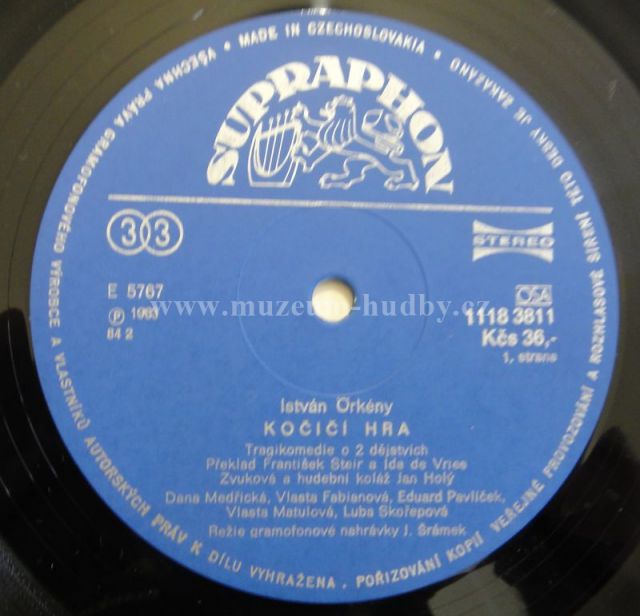 VŠECHNA PRÁVA GRAMOFONOVÉHO VÝROBCE A VLASTNÍKŮ AUTORSKÝCH PRÁV K DÍLU VYHRAŽENA . POŘIZOVÁNÍ KOPIÍ VEŘEJNÉ PROVOZOVÁNÍ A ROZHLASOVÉ ŠÍŘENÍ TÉTO DESKY JE ZAKÁZÁNO
• MADE IN CZECHOSLOVAKIA •
SUPRAPHON
33
STEREO
E 5767
OSA
℗ 1983
www.muzeum-hudby.cz
1118 3811
84 2
Kčs 36,-
1. strana
István Örkény
KOČIČÍ HRA
Tragikomedie o 2 dějstvích
Překlad František Stier a Ida de Vries
Zvuková a hudební koláž Jan Holý
Dana Medřická, Vlasta Fabianová, Eduard Pavlíček,
Vlasta Matulová, Luba Skořepová
Režie gramofonové nahrávky J. Šrámek